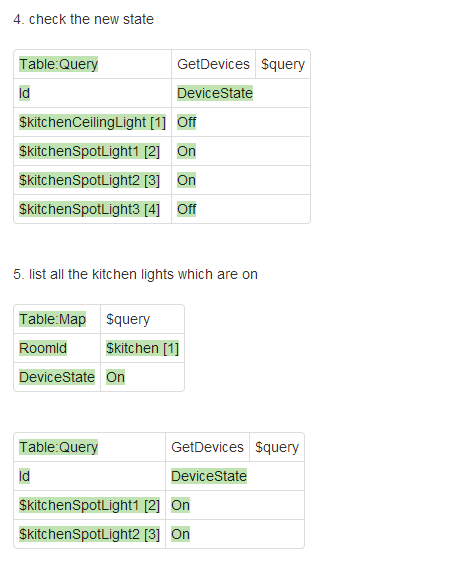 4. check the new state
Table:Query GetDevices $query
Id DeviceState
$kitchenCeilingLight [1] Off
$kitchenSpotLight1 [2] On
$kitchenSpotLight2 [3] On
$kitchenSpotLight3 [4] Off
5. list all the kitchen lights which are on
Table:Map $query
RoomId $kitchen [1]
DeviceState On
Table:Query GetDevices $query
Id DeviceState
$kitchenSpotLight1 [2] On
$kitchenSpotLight2 [3] On